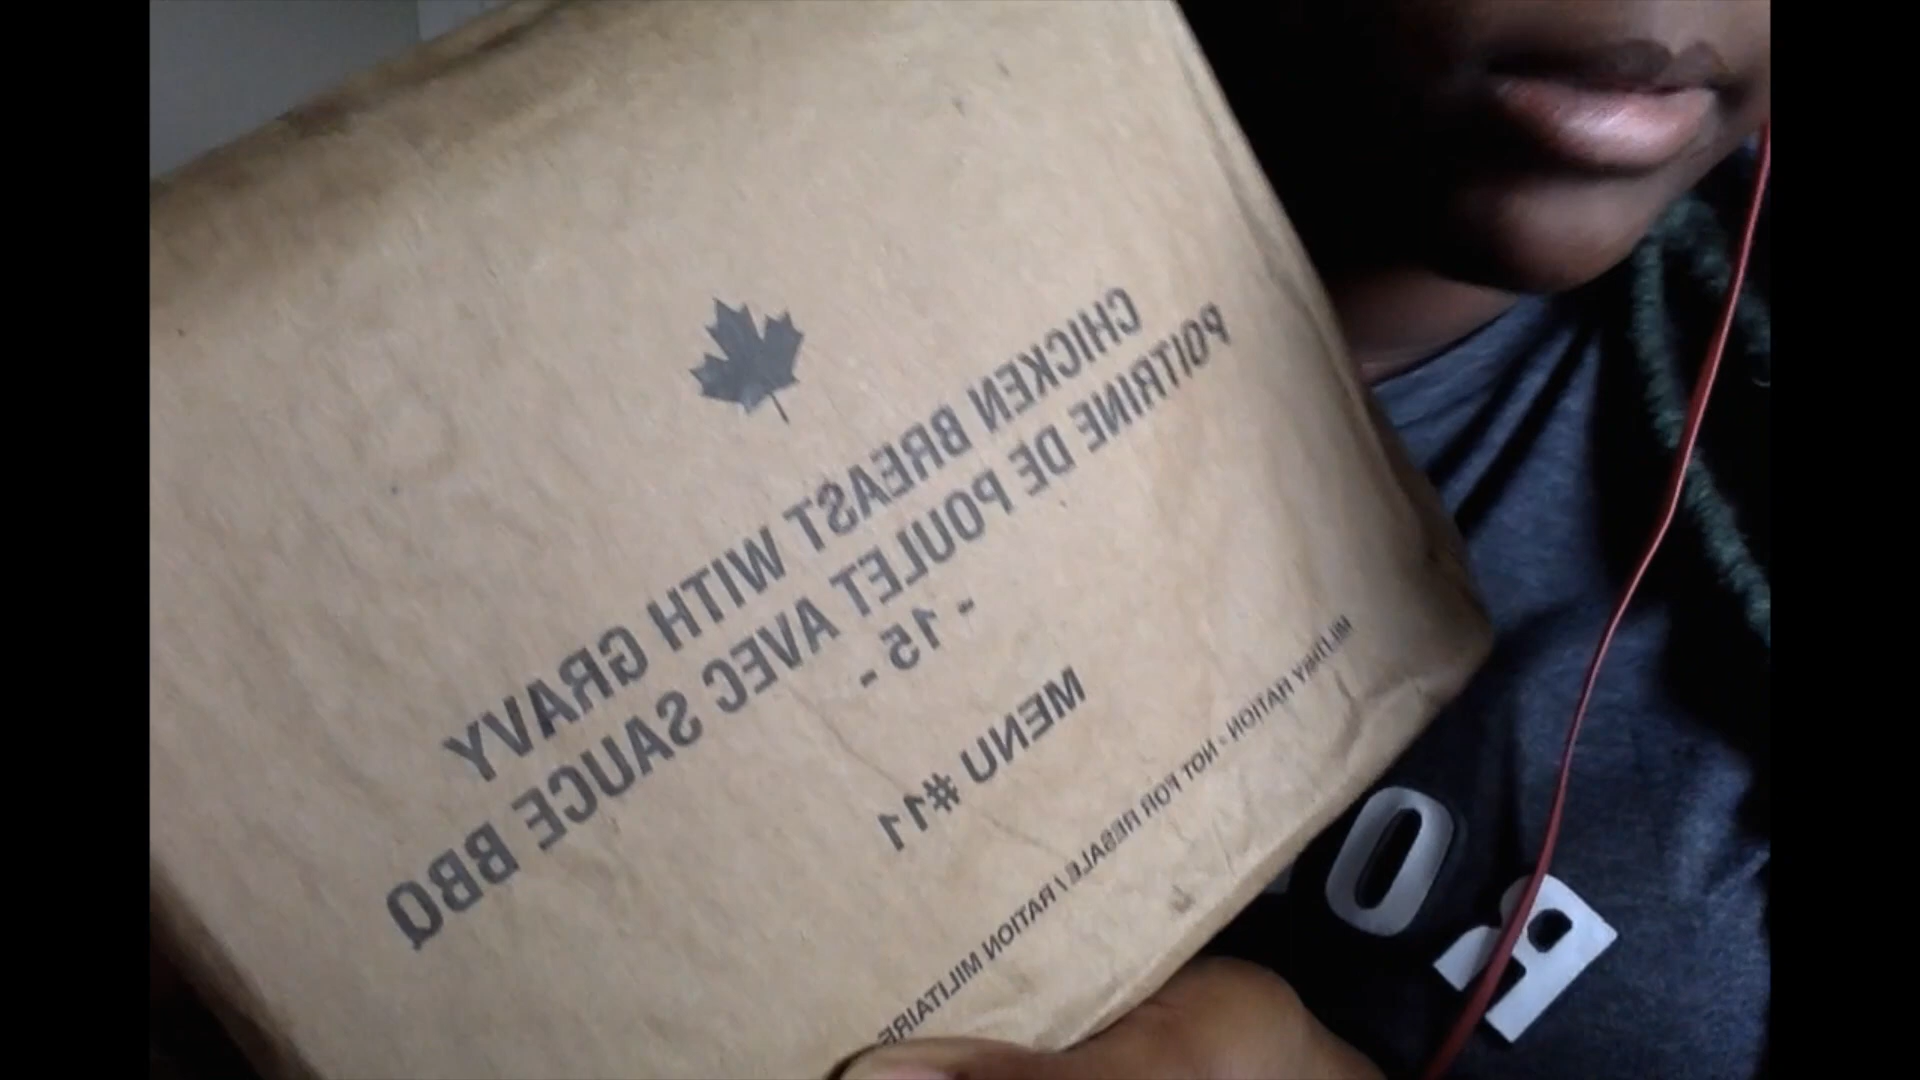 CHICKEN BREAST WITH GRAVY
POITRINE DE POULET AVEC SAUCE BBQ
- 15 -
MENU #11
MILITARY RATION • NOT FOR RESALE / RATION MILITAIRE
RO